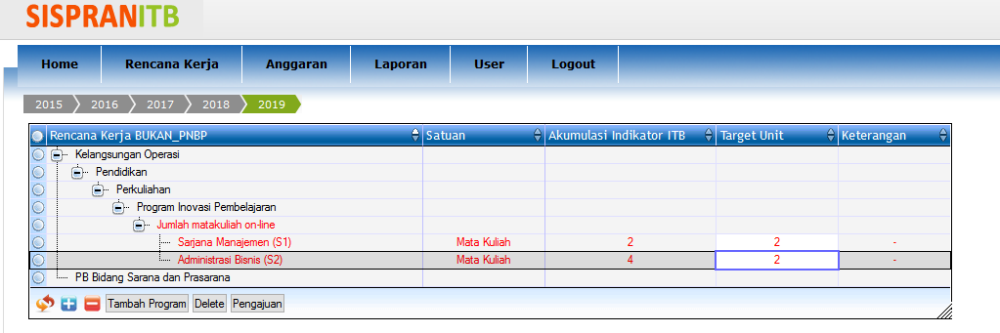 SISPRANITB
Home Rencana Kerja Anggaran Laporan User Logout
2015 2016 2017 2018 2019
Rencana Kerja BUKAN_PNBP Satuan Akumulasi Indikator ITB Target Unit Keterangan
Kelangsungan Operasi
Pendidikan
Perkuliahan
Program Inovasi Pembelajaran
Jumlah matakuliah on-line
Sarjana Manajemen (S1) Mata Kuliah 2 2 -
Administrasi Bisnis (S2) Mata Kuliah 4 2 -
PB Bidang Sarana dan Prasarana
Tambah Program Delete Pengajuan